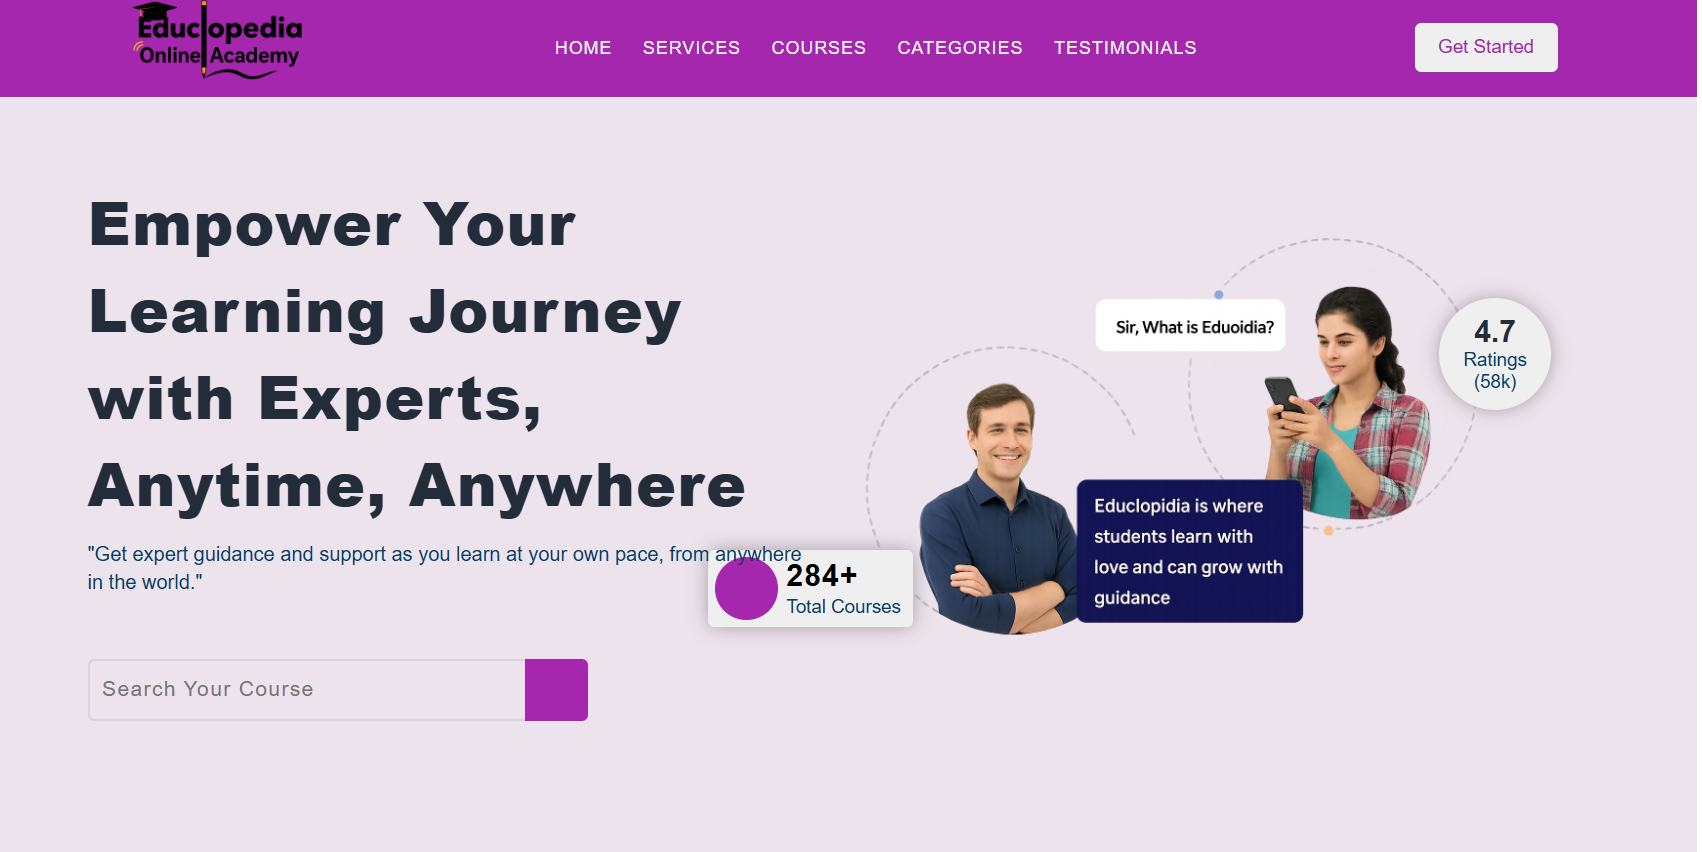 Educlopedia
Online Academy
HOME
SERVICES
COURSES
CATEGORIES
TESTIMONIALS
Get Started
Empower Your
Learning Journey
with Experts,
Anytime, Anywhere
"Get expert guidance and support as you learn at your own pace, from anywhere
in the world."
Search Your Course
284+
Total Courses
Sir, What is Eduoidia?
Educlopidia is where
students learn with
love and can grow with
guidance
4.7
Ratings
(58k)